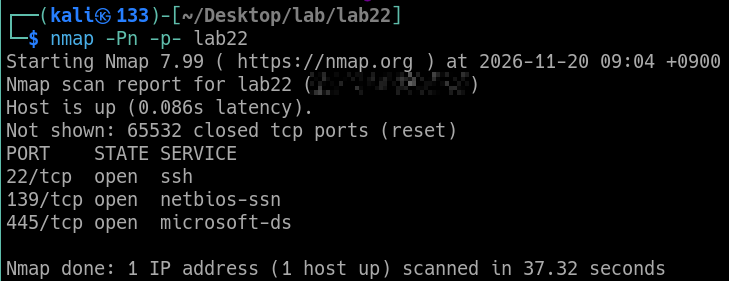 ┌──(kali㉿133)-[~/Desktop/lab/lab22]
└─$ nmap -Pn -p- lab22
Starting Nmap 7.99 ( https://nmap.org ) at 2026-11-20 09:04 +0900
Nmap scan report for lab22 ( )
Host is up (0.086s latency).
Not shown: 65532 closed tcp ports (reset)
PORT    STATE SERVICE
22/tcp  open  ssh
139/tcp open  netbios-ssn
445/tcp open  microsoft-ds
Nmap done: 1 IP address (1 host up) scanned in 37.32 seconds